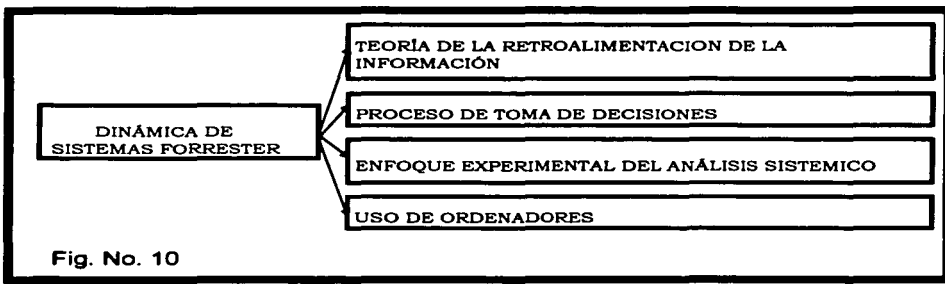 TEORÍA DE LA RETROALIMENTACION DE LA
INFORMACIÓN
DINÁMICA DE
SISTEMAS FORRESTER
PROCESO DE TOMA DE DECISIONES
ENFOQUE EXPERIMENTAL DEL ANÁLISIS SISTEMICO
USO DE ORDENADORES
Fig. No. 10